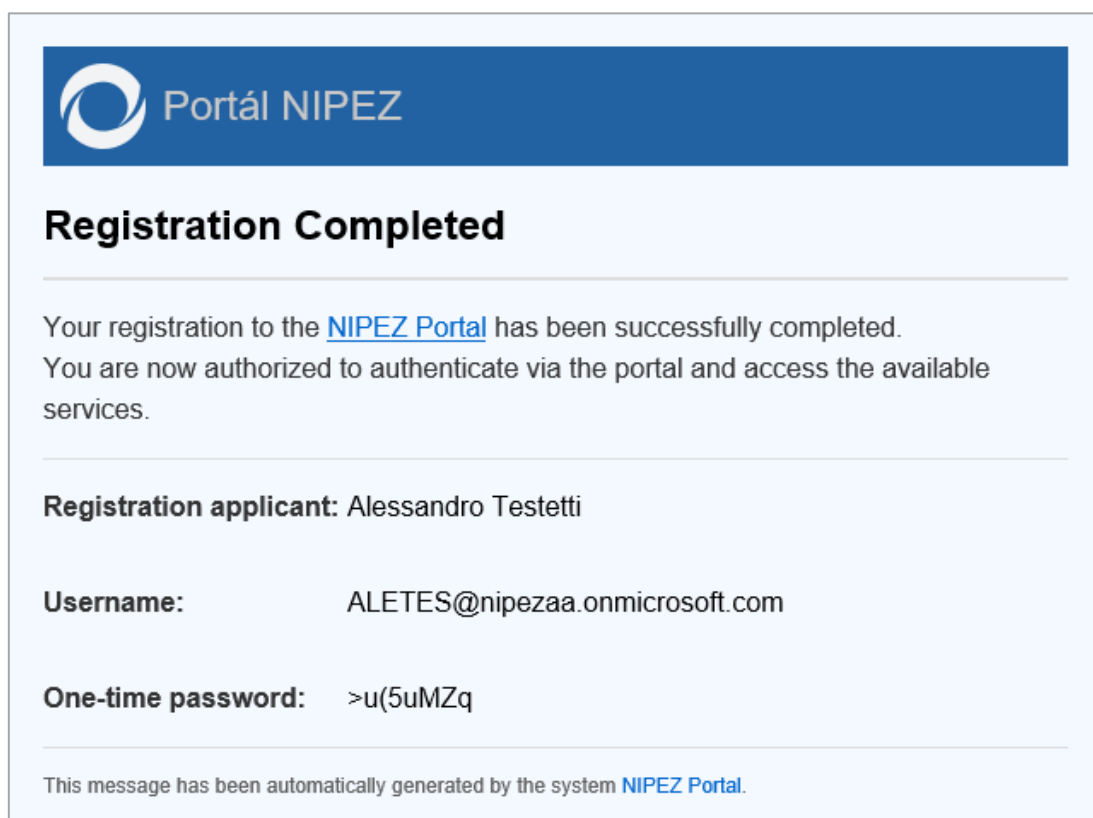 Portál NIPEZ
Registration Completed
Your registration to the NIPEZ Portal has been successfully completed.
You are now authorized to authenticate via the portal and access the available
services.
Registration applicant: Alessandro Testetti
Username: ALETES@nipezaa.onmicrosoft.com
One-time password: >u(5uMZq
This message has been automatically generated by the system NIPEZ Portal.